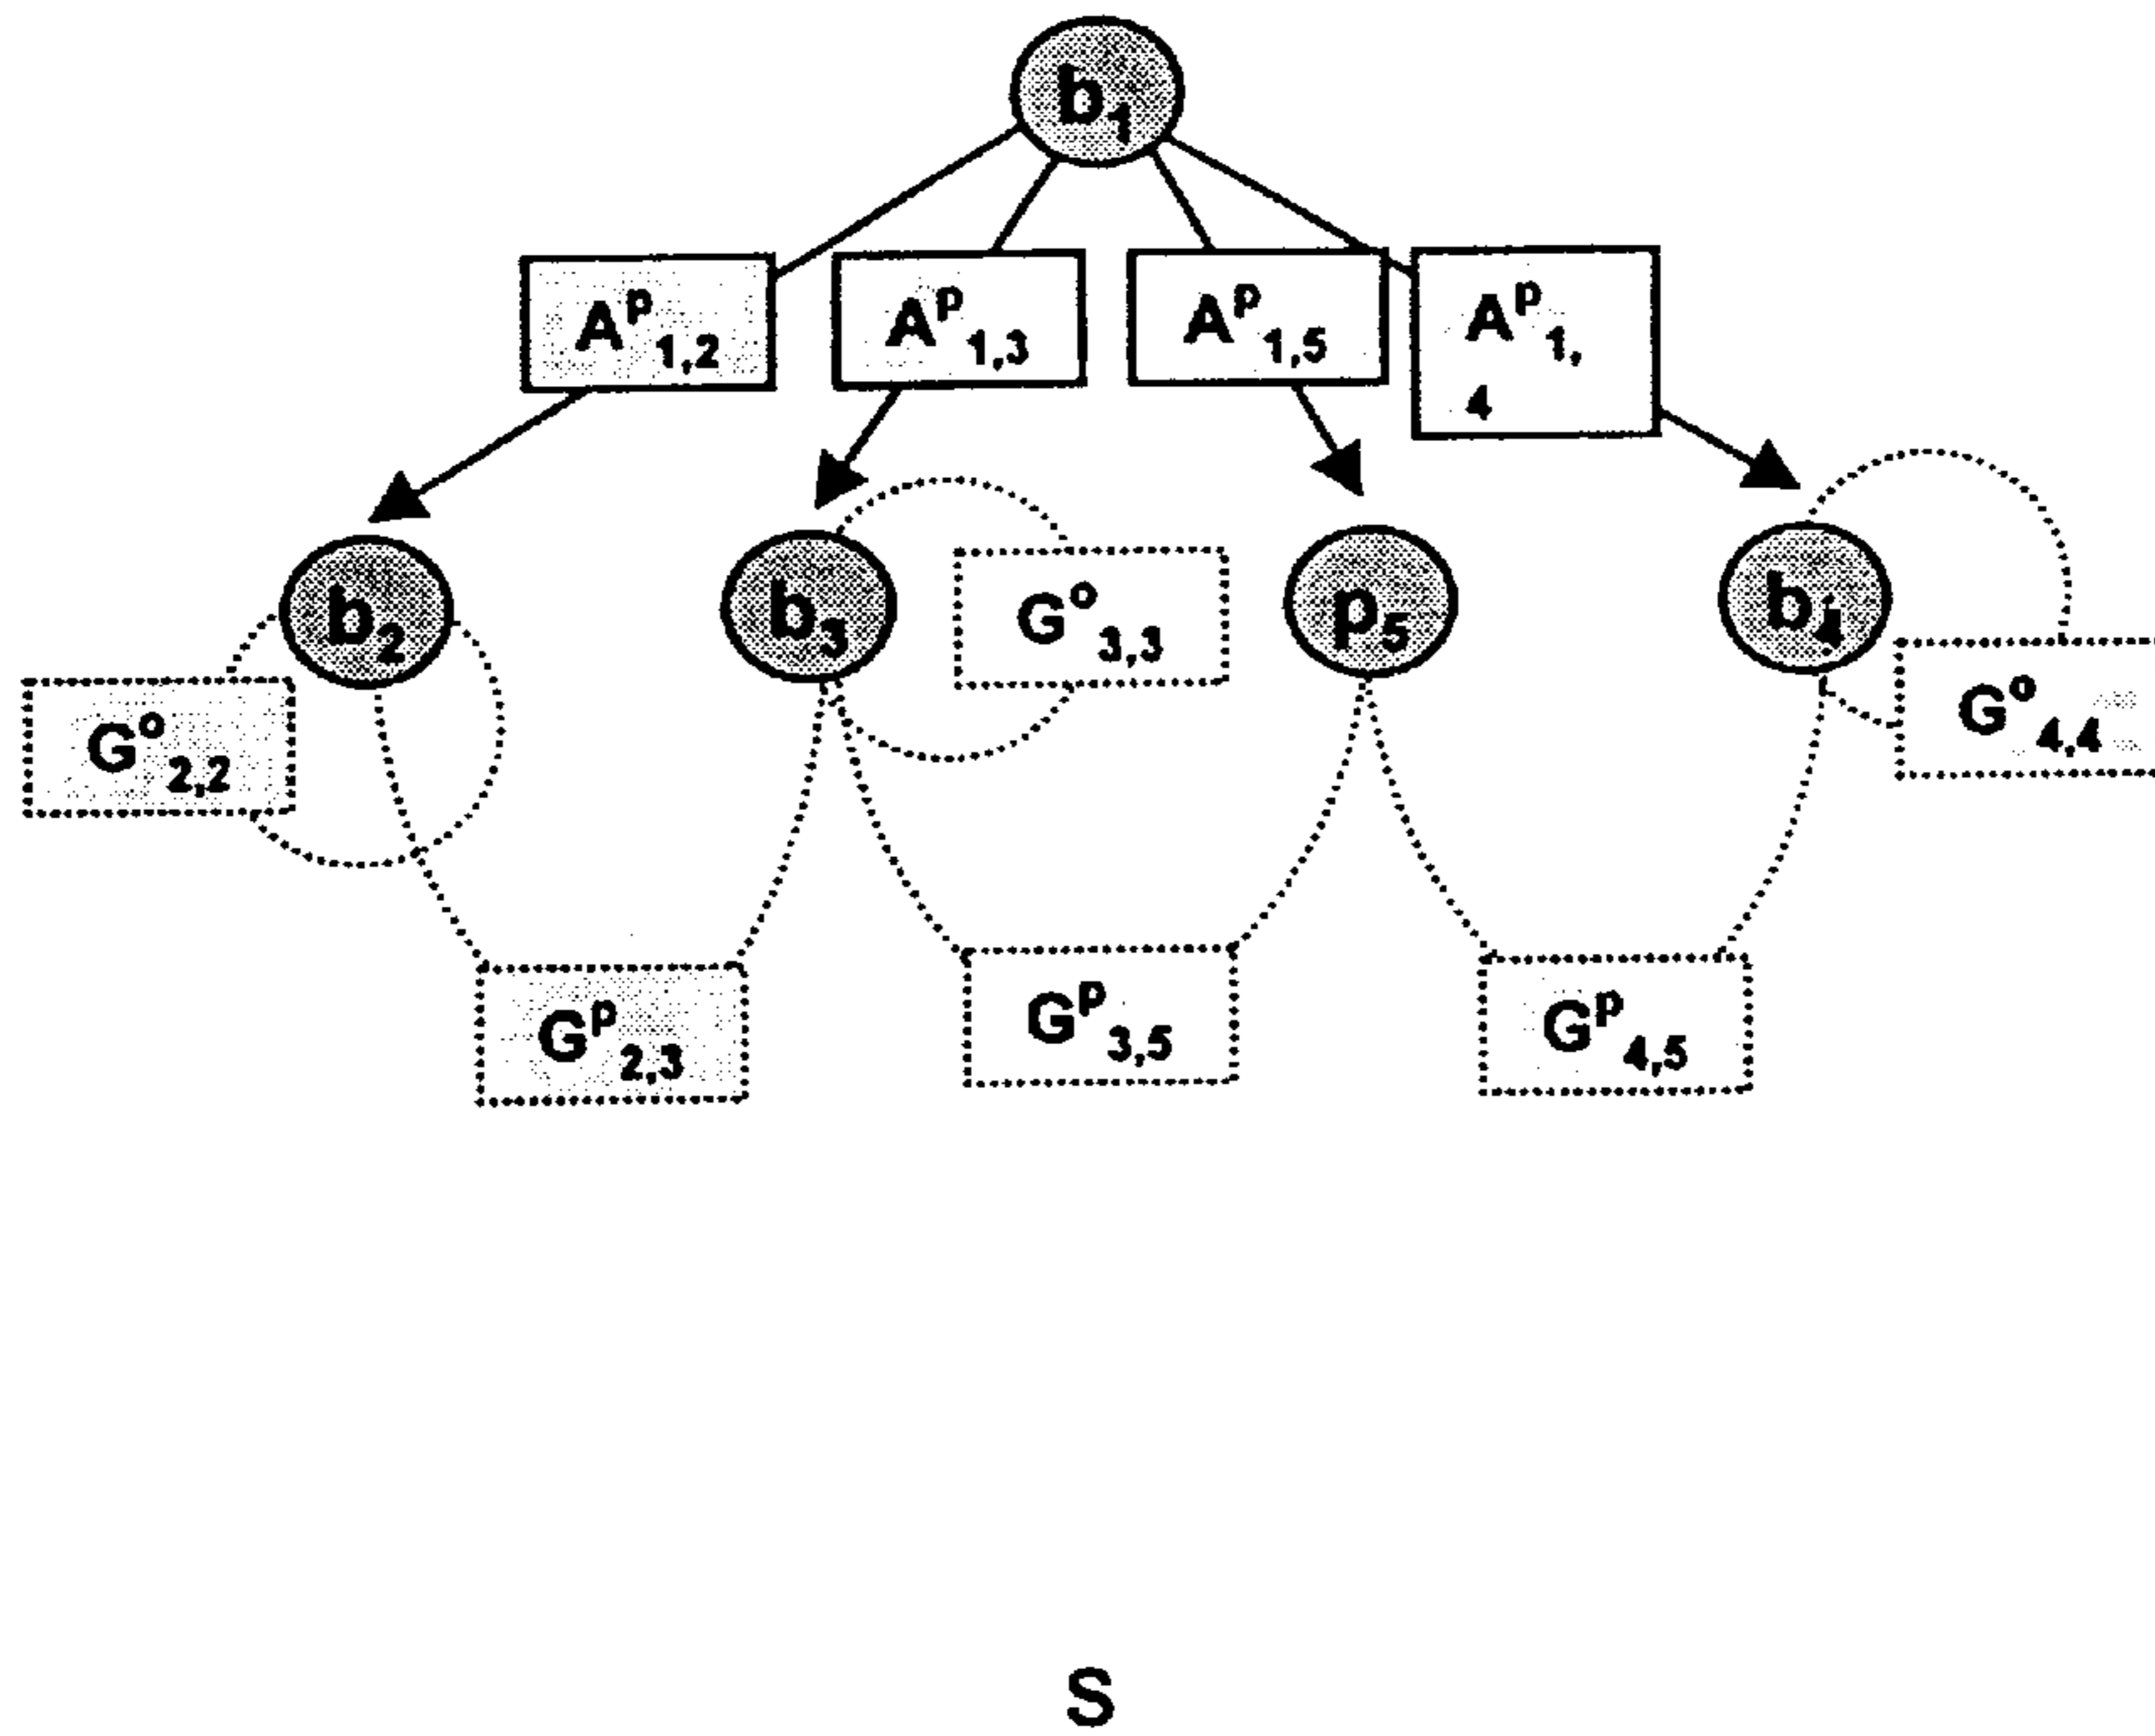 b₁
Aᵖ₁,₂
Aᵖ₁,₃
Aᵖ₁,₅
Aᵖ₁,
₄
b₂
b₃
Gᵒ₃,₃
p₅
b₄
Gᵒ₂,₂
Gᵒ₄,₄
Gᵖ₂,₃
Gᵖ₃,₅
Gᵖ₄,₅
S